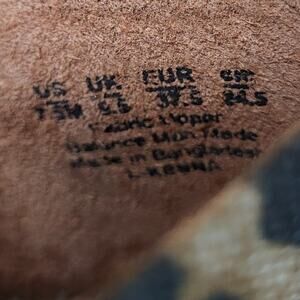 US UK EUR CM
7.5M 5.5 37.5 24.5
Fabric Upper
Balance Man Made
Made in Bangladesh